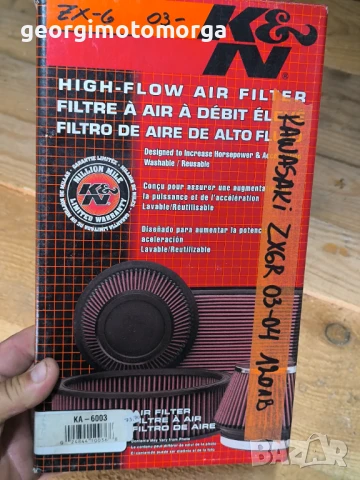 georgimotomorga
ZX-6 03-
K&N®
HIGH-FLOW AIR FILTER
FILTRE À AIR À DÉBIT ÉL
FILTRO DE AIRE DE ALTO FL
Designed to Increase Horsepower &
Washable / Reusable
MILLION MILE
K&N
LIMITED WARRANTY
Conçu pour assurer une augmenta
la puissance et de l'accélération
Lavable/Réutilisable
Diseñado para aumentar la potenc
aceleración
Lavable/Reutilizable
KAWASAKI ZX6R 03-04 120ЛВ
KA-6003
AIR FILTER
FILTRE À AIR
FILTRO DE AIRE
BAZAR